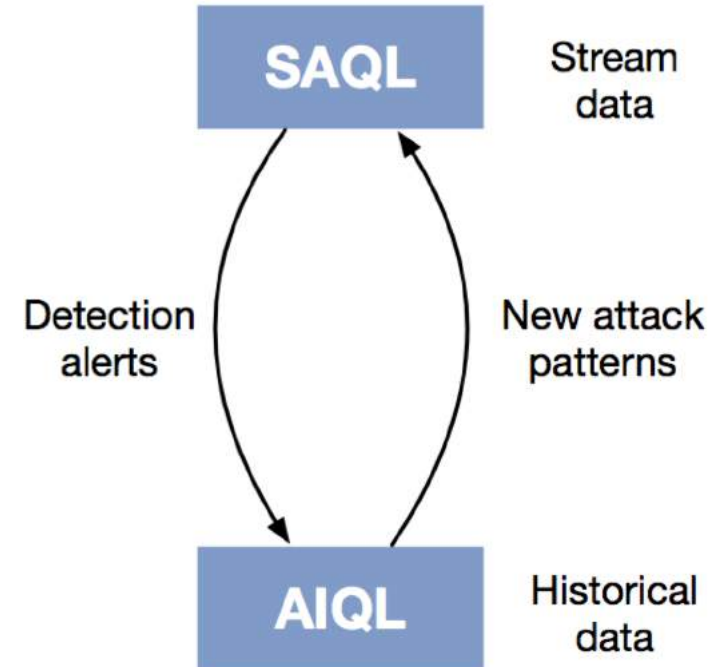 SAQL
Stream
data
Detection
alerts
New attack
patterns
AIQL
Historical
data